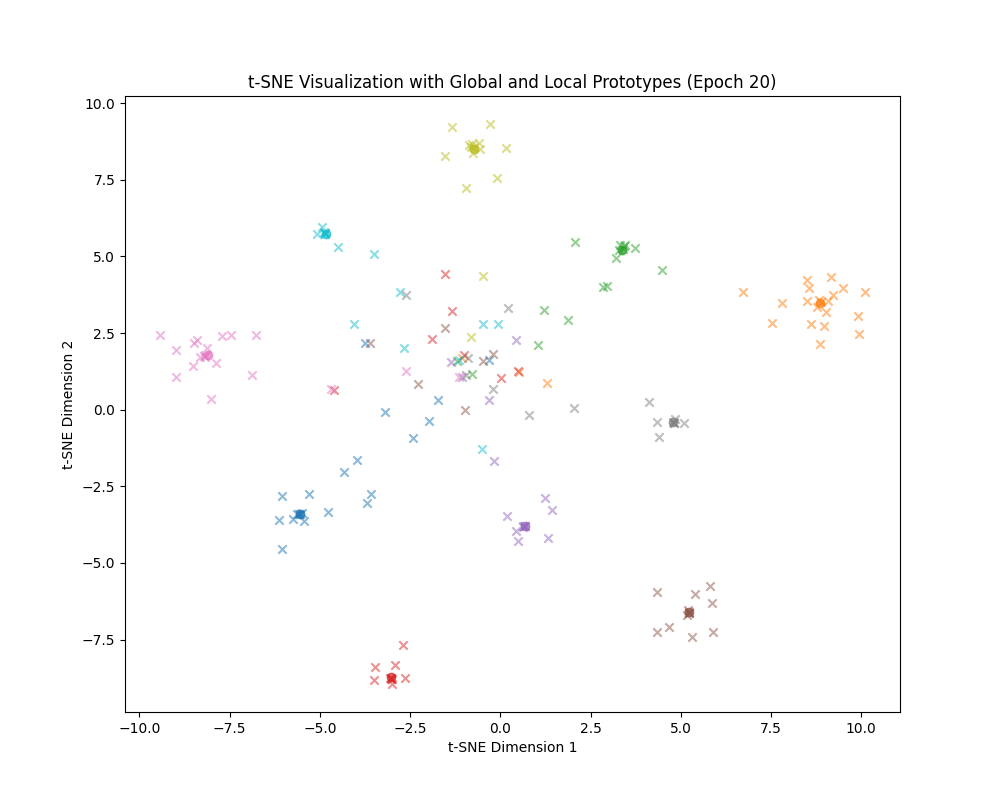 t-SNE Visualization with Global and Local Prototypes (Epoch 20)
10.0
7.5
5.0
2.5
0.0
−2.5
−5.0
−7.5
t-SNE Dimension 2
−10.0 −7.5 −5.0 −2.5 0.0 2.5 5.0 7.5 10.0
t-SNE Dimension 1